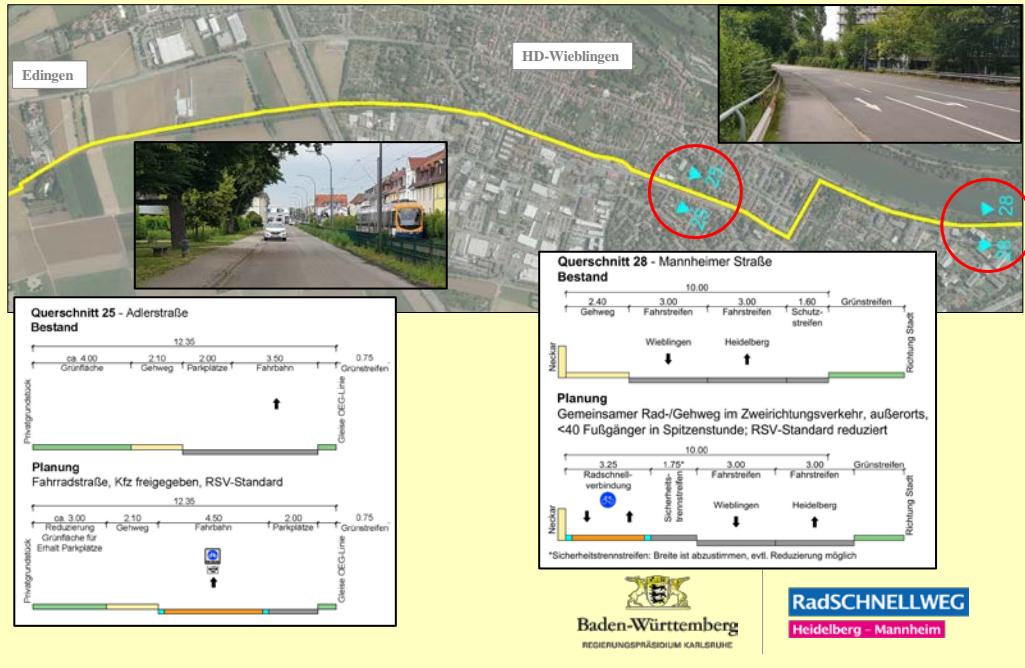 Edingen
HD-Wieblingen
25
25
28
28
Querschnitt 25 - Adlerstraße
Bestand
12.35
ca. 4.00 2.10 2.00 3.50 0.75
Grünfläche Gehweg Parkplätze Fahrbahn Grünstreifen
Privatgrundstück
Gleise OEG-Linie
Planung
Fahrradstraße, Kfz freigegeben, RSV-Standard
12.35
ca. 3.00 2.10 4.50 2.00 0.75
Reduzierung Gehweg Fahrbahn Parkplätze Grünstreifen
Grünfläche für
Erhalt Parkplätze
Privatgrundstück
Gleise OEG-Linie
Querschnitt 28 - Mannheimer Straße
Bestand
10.00
2.40 3.00 3.00 1.60 Grünstreifen
Gehweg Fahrstreifen Fahrstreifen Schutz-
streifen
Wieblingen Heidelberg
Neckar
Richtung Stadt
Planung
Gemeinsamer Rad-/Gehweg im Zweirichtungsverkehr, außerorts,
<40 Fußgänger in Spitzenstunde; RSV-Standard reduziert
10.00
3.25 1.75* 3.00 3.00 Grünstreifen
Radschnell-
verbindung
Sicherheits-
trennstreifen
Fahrstreifen Fahrstreifen
Wieblingen Heidelberg
Neckar
Richtung Stadt
*Sicherheitstrennstreifen: Breite ist abzustimmen, evtl. Reduzierung möglich
Baden-Württemberg
REGIERUNGSPRÄSIDIUM KARLSRUHE
RadSCHNELLWEG
Heidelberg – Mannheim